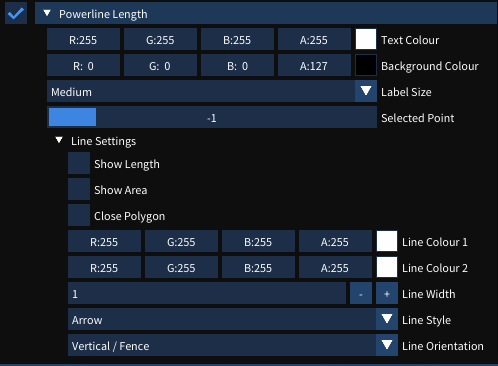 Powerline Length
R:255 G:255 B:255 A:255 Text Colour
R: 0 G: 0 B: 0 A:127 Background Colour
Medium Label Size
-1 Selected Point
Line Settings
Show Length
Show Area
Close Polygon
R:255 G:255 B:255 A:255 Line Colour 1
R:255 G:255 B:255 A:255 Line Colour 2
1 - + Line Width
Arrow Line Style
Vertical / Fence Line Orientation